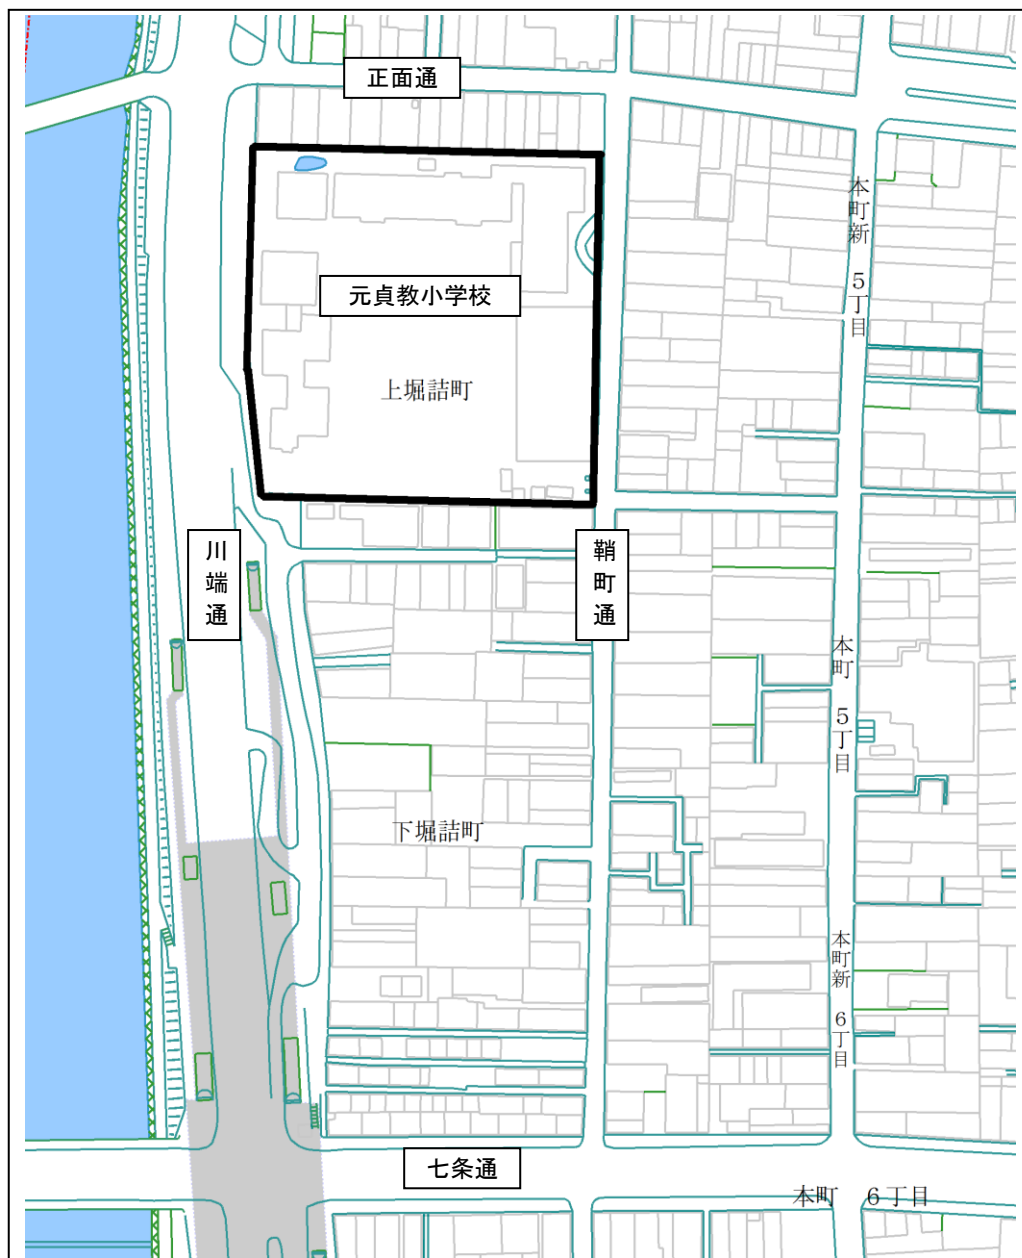 正面通
本町新 5丁目
元貞教小学校
上堀詰町
川端通
鞘町通
本町 5丁目
下堀詰町
本町新 6丁目
七条通
本町 6丁目